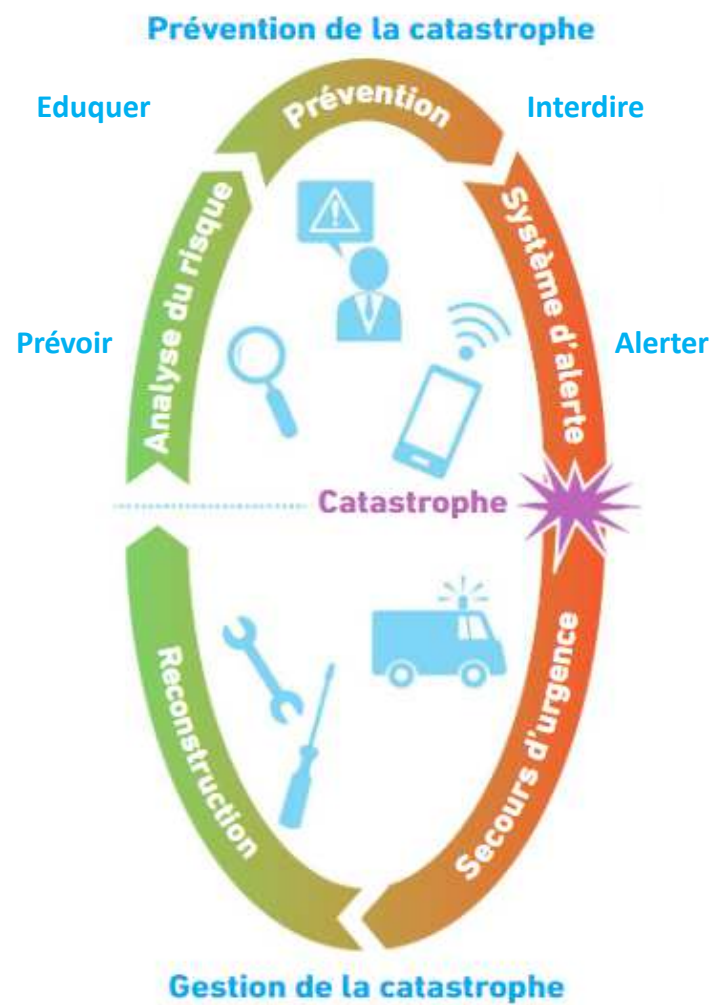 Prévention de la catastrophe
Eduquer
Prévention
Interdire
Analyse du risque
Système d'alerte
Prévoir
Alerter
Catastrophe
Reconstruction
Secours d'urgence
Gestion de la catastrophe